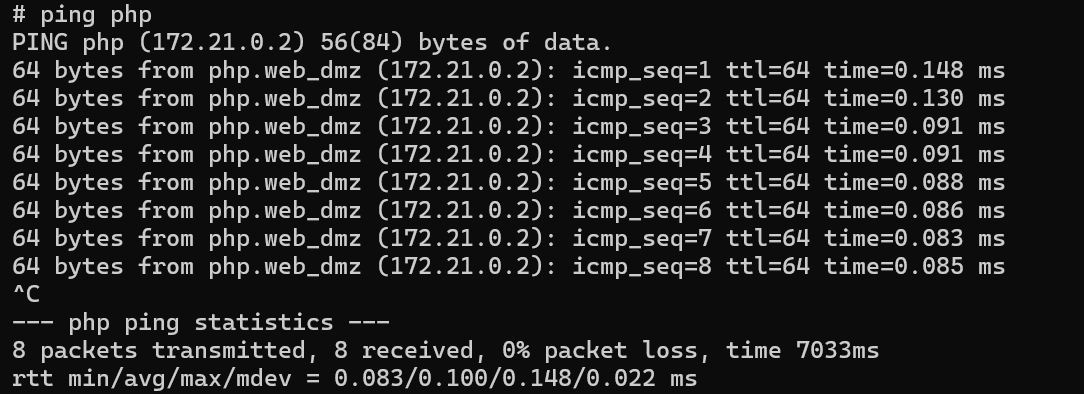 # ping php
PING php (172.21.0.2) 56(84) bytes of data.
64 bytes from php.web_dmz (172.21.0.2): icmp_seq=1 ttl=64 time=0.148 ms
64 bytes from php.web_dmz (172.21.0.2): icmp_seq=2 ttl=64 time=0.130 ms
64 bytes from php.web_dmz (172.21.0.2): icmp_seq=3 ttl=64 time=0.091 ms
64 bytes from php.web_dmz (172.21.0.2): icmp_seq=4 ttl=64 time=0.091 ms
64 bytes from php.web_dmz (172.21.0.2): icmp_seq=5 ttl=64 time=0.088 ms
64 bytes from php.web_dmz (172.21.0.2): icmp_seq=6 ttl=64 time=0.086 ms
64 bytes from php.web_dmz (172.21.0.2): icmp_seq=7 ttl=64 time=0.083 ms
64 bytes from php.web_dmz (172.21.0.2): icmp_seq=8 ttl=64 time=0.085 ms
^C
--- php ping statistics ---
8 packets transmitted, 8 received, 0% packet loss, time 7033ms
rtt min/avg/max/mdev = 0.083/0.100/0.148/0.022 ms